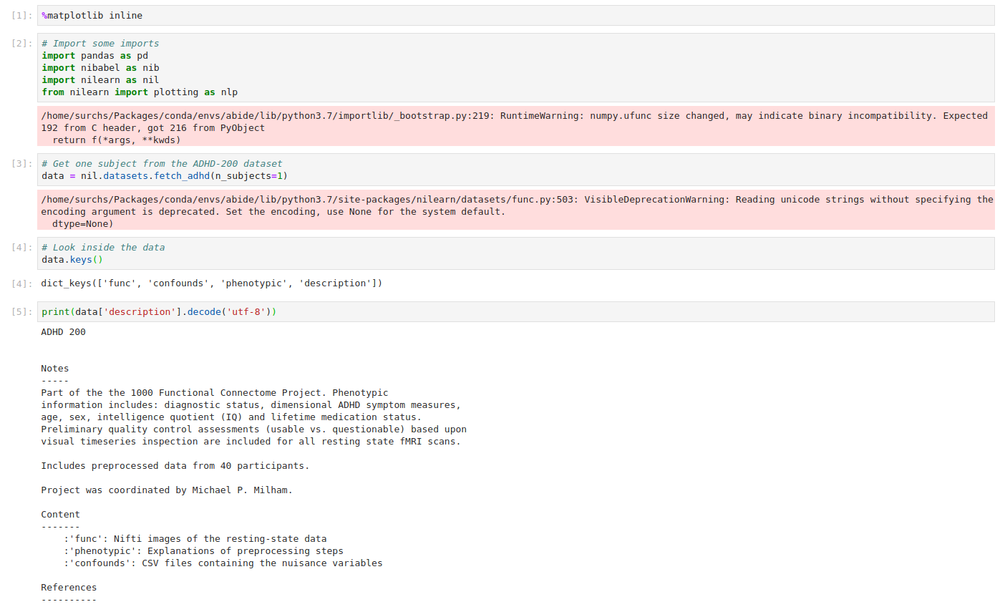 [1]: %matplotlib inline
[2]: # Import some imports
import pandas as pd
import nibabel as nib
import nilearn as nil
from nilearn import plotting as nlp
/home/surchs/Packages/conda/envs/abide/lib/python3.7/importlib/_bootstrap.py:219: RuntimeWarning: numpy.ufunc size changed, may indicate binary incompatibility. Expected
192 from C header, got 216 from PyObject
  return f(*args, **kwds)
[3]: # Get one subject from the ADHD-200 dataset
data = nil.datasets.fetch_adhd(n_subjects=1)
/home/surchs/Packages/conda/envs/abide/lib/python3.7/site-packages/nilearn/datasets/func.py:503: VisibleDeprecationWarning: Reading unicode strings without specifying the
encoding argument is deprecated. Set the encoding, use None for the system default.
  dtype=None)
[4]: # Look inside the data
data.keys()
[4]: dict_keys(['func', 'confounds', 'phenotypic', 'description'])
[5]: print(data['description'].decode('utf-8'))
ADHD 200
Notes
-----
Part of the the 1000 Functional Connectome Project. Phenotypic
information includes: diagnostic status, dimensional ADHD symptom measures,
age, sex, intelligence quotient (IQ) and lifetime medication status.
Preliminary quality control assessments (usable vs. questionable) based upon
visual timeseries inspection are included for all resting state fMRI scans.
Includes preprocessed data from 40 participants.
Project was coordinated by Michael P. Milham.
Content
-------
    :'func': Nifti images of the resting-state data
    :'phenotypic': Explanations of preprocessing steps
    :'confounds': CSV files containing the nuisance variables
References
----------